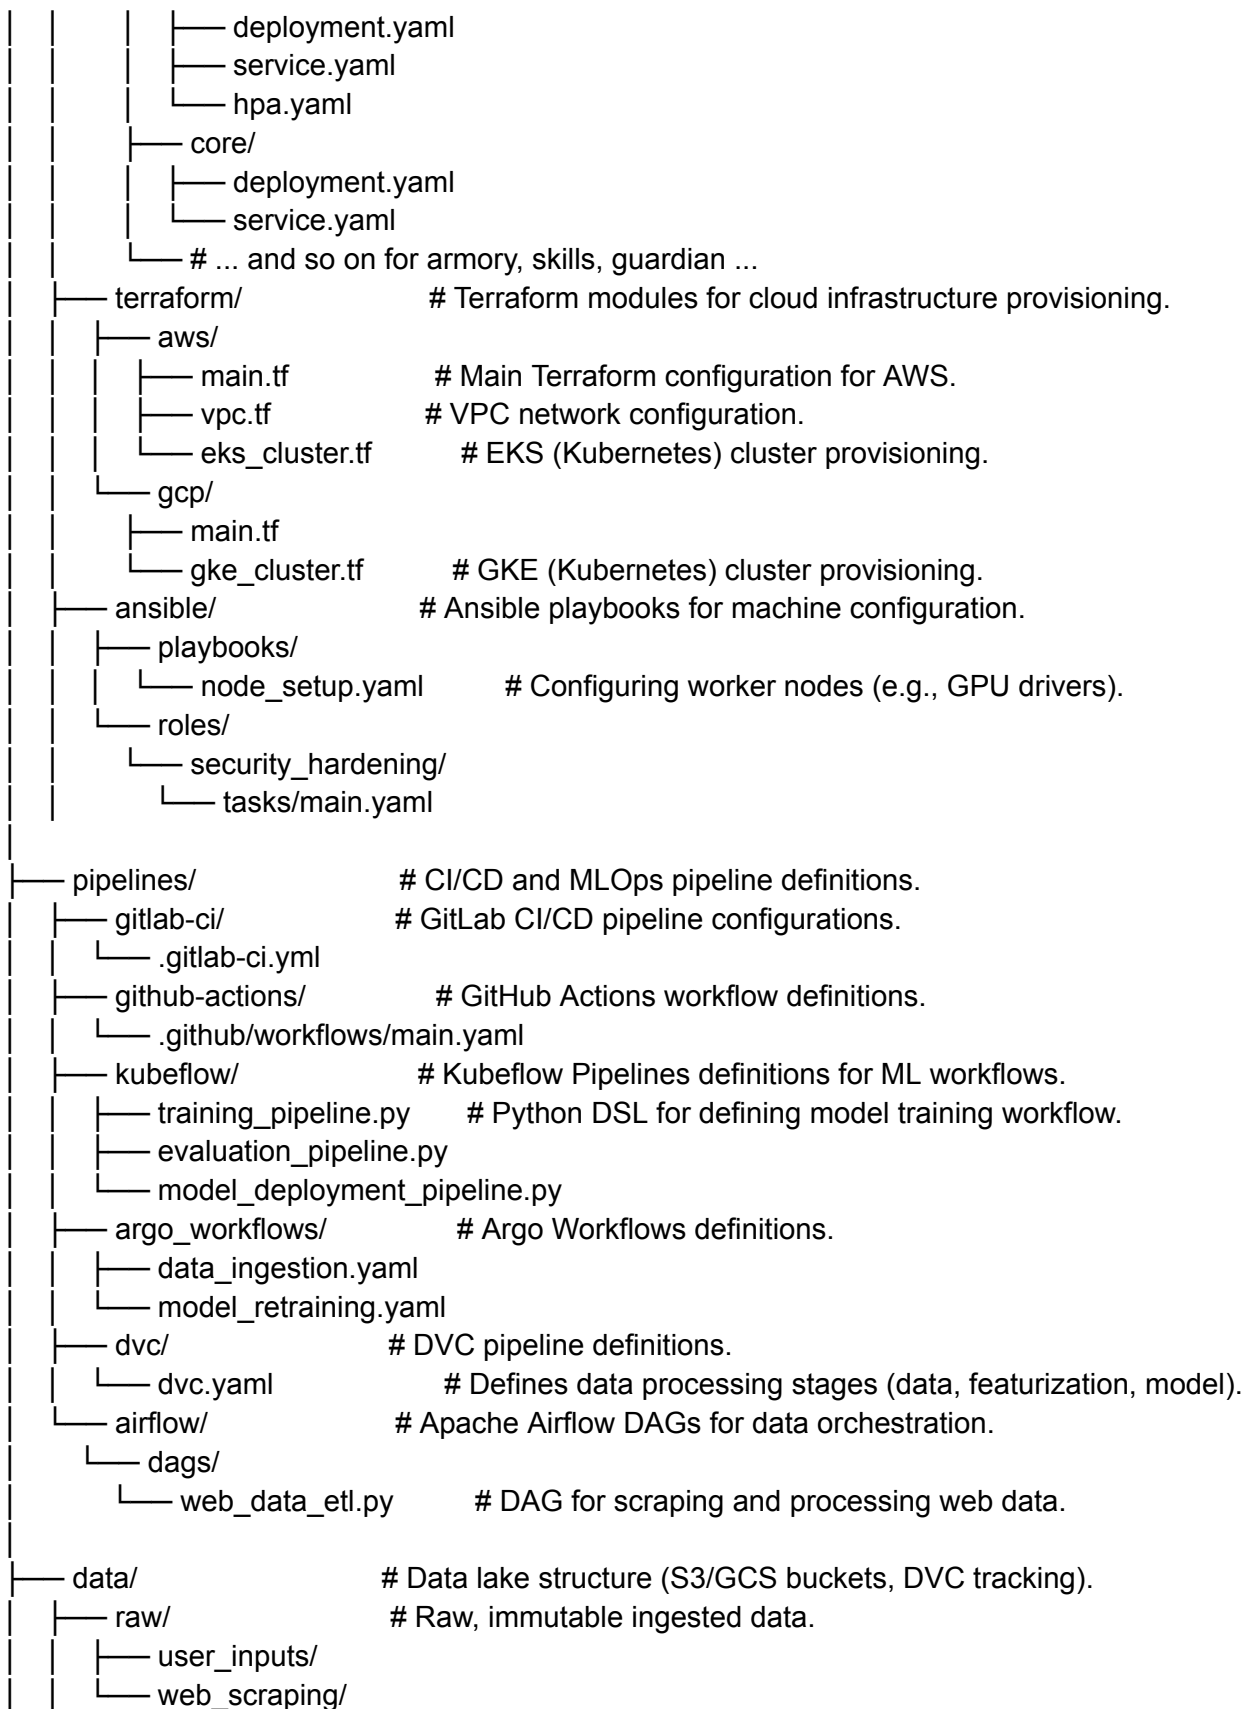 │ │ │ ├── deployment.yaml
│ │ │ ├── service.yaml
│ │ │ └── hpa.yaml
│ │ ├── core/
│ │ │ ├── deployment.yaml
│ │ │ └── service.yaml
│ │ └── # ... and so on for armory, skills, guardian ...
│ ├── terraform/ # Terraform modules for cloud infrastructure provisioning.
│ │ ├── aws/
│ │ │ ├── main.tf # Main Terraform configuration for AWS.
│ │ │ ├── vpc.tf # VPC network configuration.
│ │ │ └── eks_cluster.tf # EKS (Kubernetes) cluster provisioning.
│ │ └── gcp/
│ │ ├── main.tf
│ │ └── gke_cluster.tf # GKE (Kubernetes) cluster provisioning.
│ ├── ansible/ # Ansible playbooks for machine configuration.
│ │ ├── playbooks/
│ │ │ └── node_setup.yaml # Configuring worker nodes (e.g., GPU drivers).
│ │ └── roles/
│ │ └── security_hardening/
│ │ └── tasks/main.yaml
│
├── pipelines/ # CI/CD and MLOps pipeline definitions.
│ ├── gitlab-ci/ # GitLab CI/CD pipeline configurations.
│ │ └── .gitlab-ci.yml
│ ├── github-actions/ # GitHub Actions workflow definitions.
│ │ └── .github/workflows/main.yaml
│ ├── kubeflow/ # Kubeflow Pipelines definitions for ML workflows.
│ │ ├── training_pipeline.py # Python DSL for defining model training workflow.
│ │ ├── evaluation_pipeline.py
│ │ └── model_deployment_pipeline.py
│ ├── argo_workflows/ # Argo Workflows definitions.
│ │ ├── data_ingestion.yaml
│ │ └── model_retraining.yaml
│ ├── dvc/ # DVC pipeline definitions.
│ │ └── dvc.yaml # Defines data processing stages (data, featurization, model).
│ └── airflow/ # Apache Airflow DAGs for data orchestration.
│ └── dags/
│ └── web_data_etl.py # DAG for scraping and processing web data.
│
├── data/ # Data lake structure (S3/GCS buckets, DVC tracking).
│ ├── raw/ # Raw, immutable ingested data.
│ │ ├── user_inputs/
│ │ └── web_scraping/